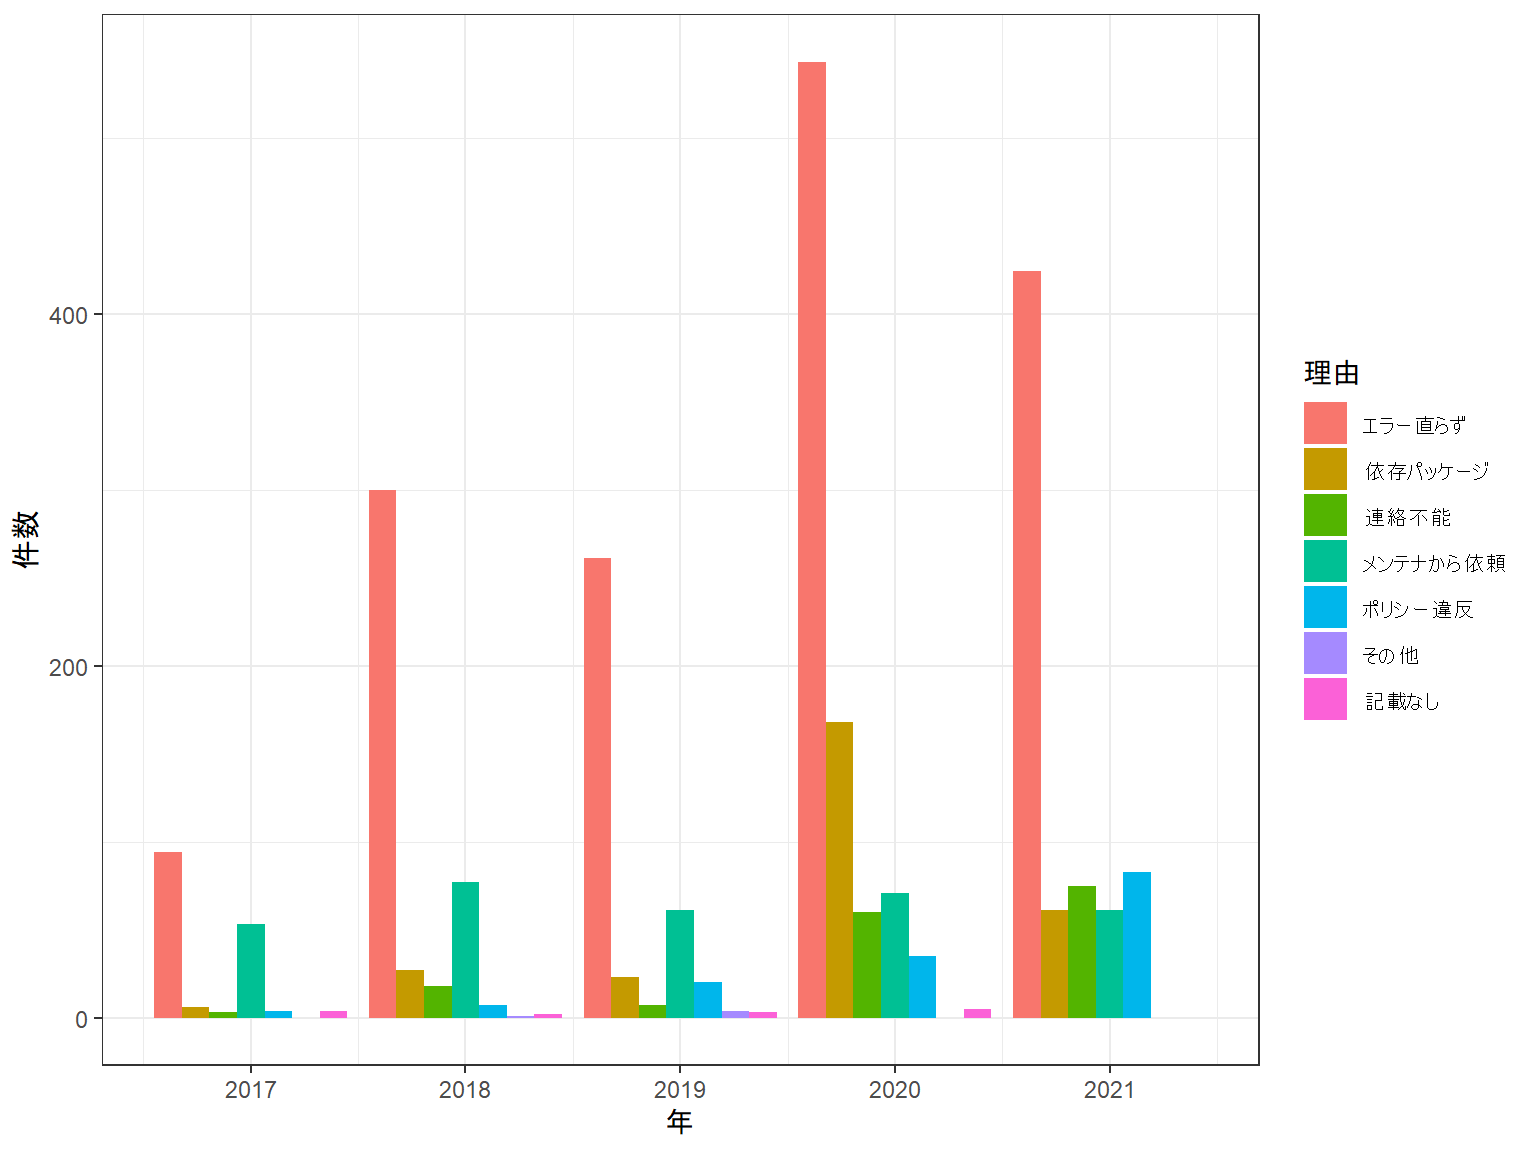 件数
400
200
0
2017
2018
2019
2020
2021
年
理由
エラー直らず
依存パッケージ
連絡不能
メンテナから依頼
ポリシー違反
その他
記載なし